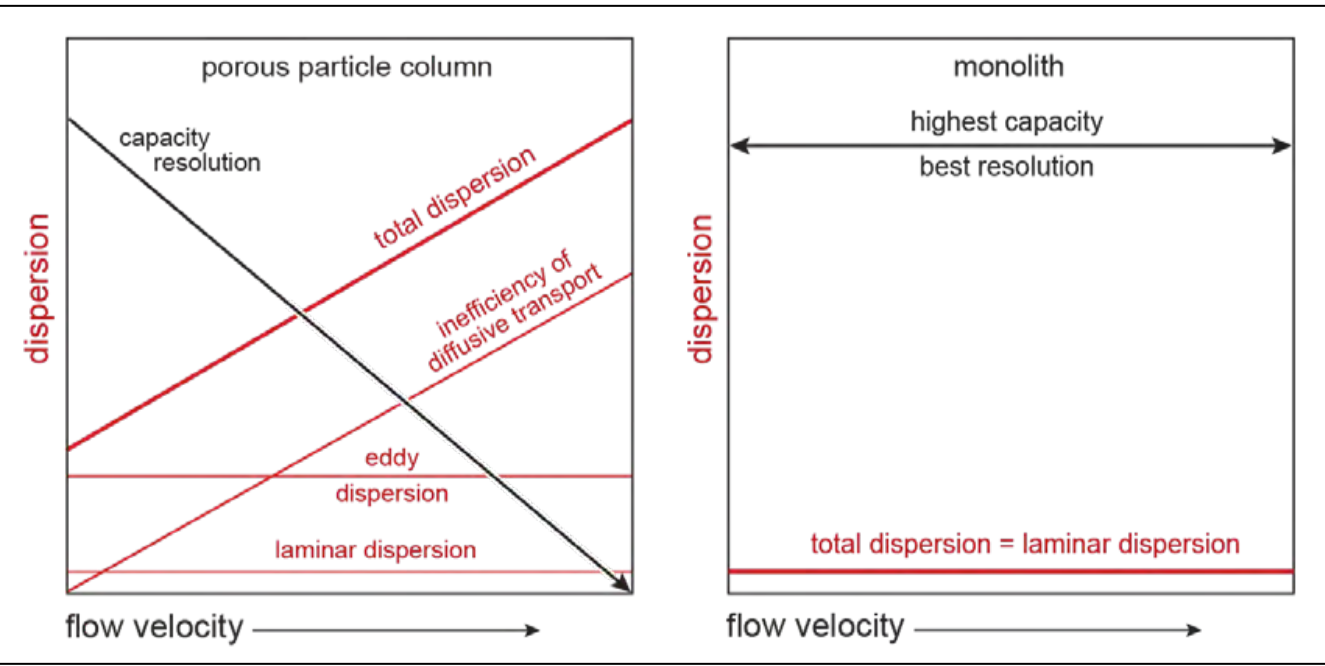 porous particle column
capacity
resolution
total dispersion
inefficiency of
diffusive transport
eddy
dispersion
laminar dispersion
dispersion
flow velocity
monolith
highest capacity
best resolution
total dispersion = laminar dispersion
dispersion
flow velocity